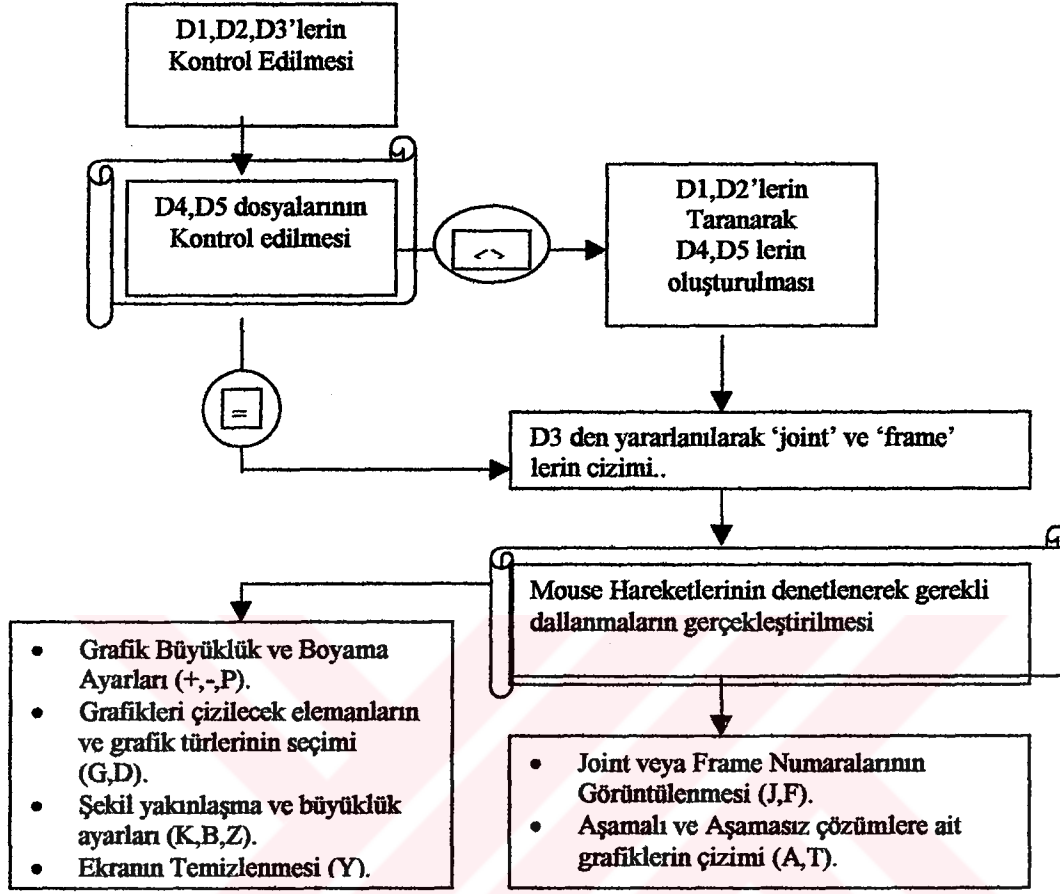 D1,D2,D3’lerin
Kontrol Edilmesi
D4,D5 dosyalarının
Kontrol edilmesi
<>
D1,D2’lerin
Taranarak
D4,D5 lerin
oluşturulması
=
D3 den yararlanılarak ‘joint’ ve ‘frame’
lerin cizimi..
Mouse Hareketlerinin denetlenerek gerekli
dallanmaların gerçekleştirilmesi
• Grafik Büyüklük ve Boyama
Ayarları (+,-,P).
• Grafikleri çizilecek elemanların
ve grafik türlerinin seçimi
(G,D).
• Şekil yakınlaşma ve büyüklük
ayarları (K,B,Z).
• Ekranın Temizlenmesi (Y).
• Joint veya Frame Numaralarının
Görüntülenmesi (J,F).
• Aşamalı ve Aşamasız çözümlere ait
grafiklerin çizimi (A,T).